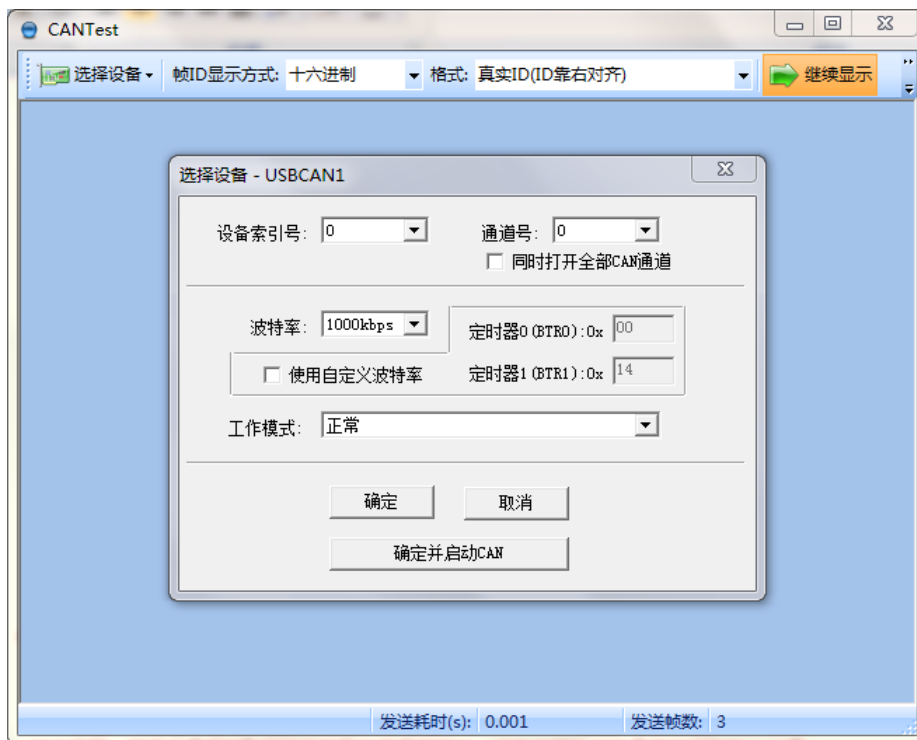 CANTest
选择设备 帧ID显示方式: 十六进制 格式: 真实ID(ID靠右对齐) 继续显示
选择设备 - USBCAN1
设备索引号: 0 通道号: 0
同时打开全部CAN通道
波特率: 1000kbps 定时器0(BTR0):0x 00
使用自定义波特率 定时器1(BTR1):0x 14
工作模式: 正常
确定 取消
确定并启动CAN
发送耗时(s): 0.001 发送帧数: 3